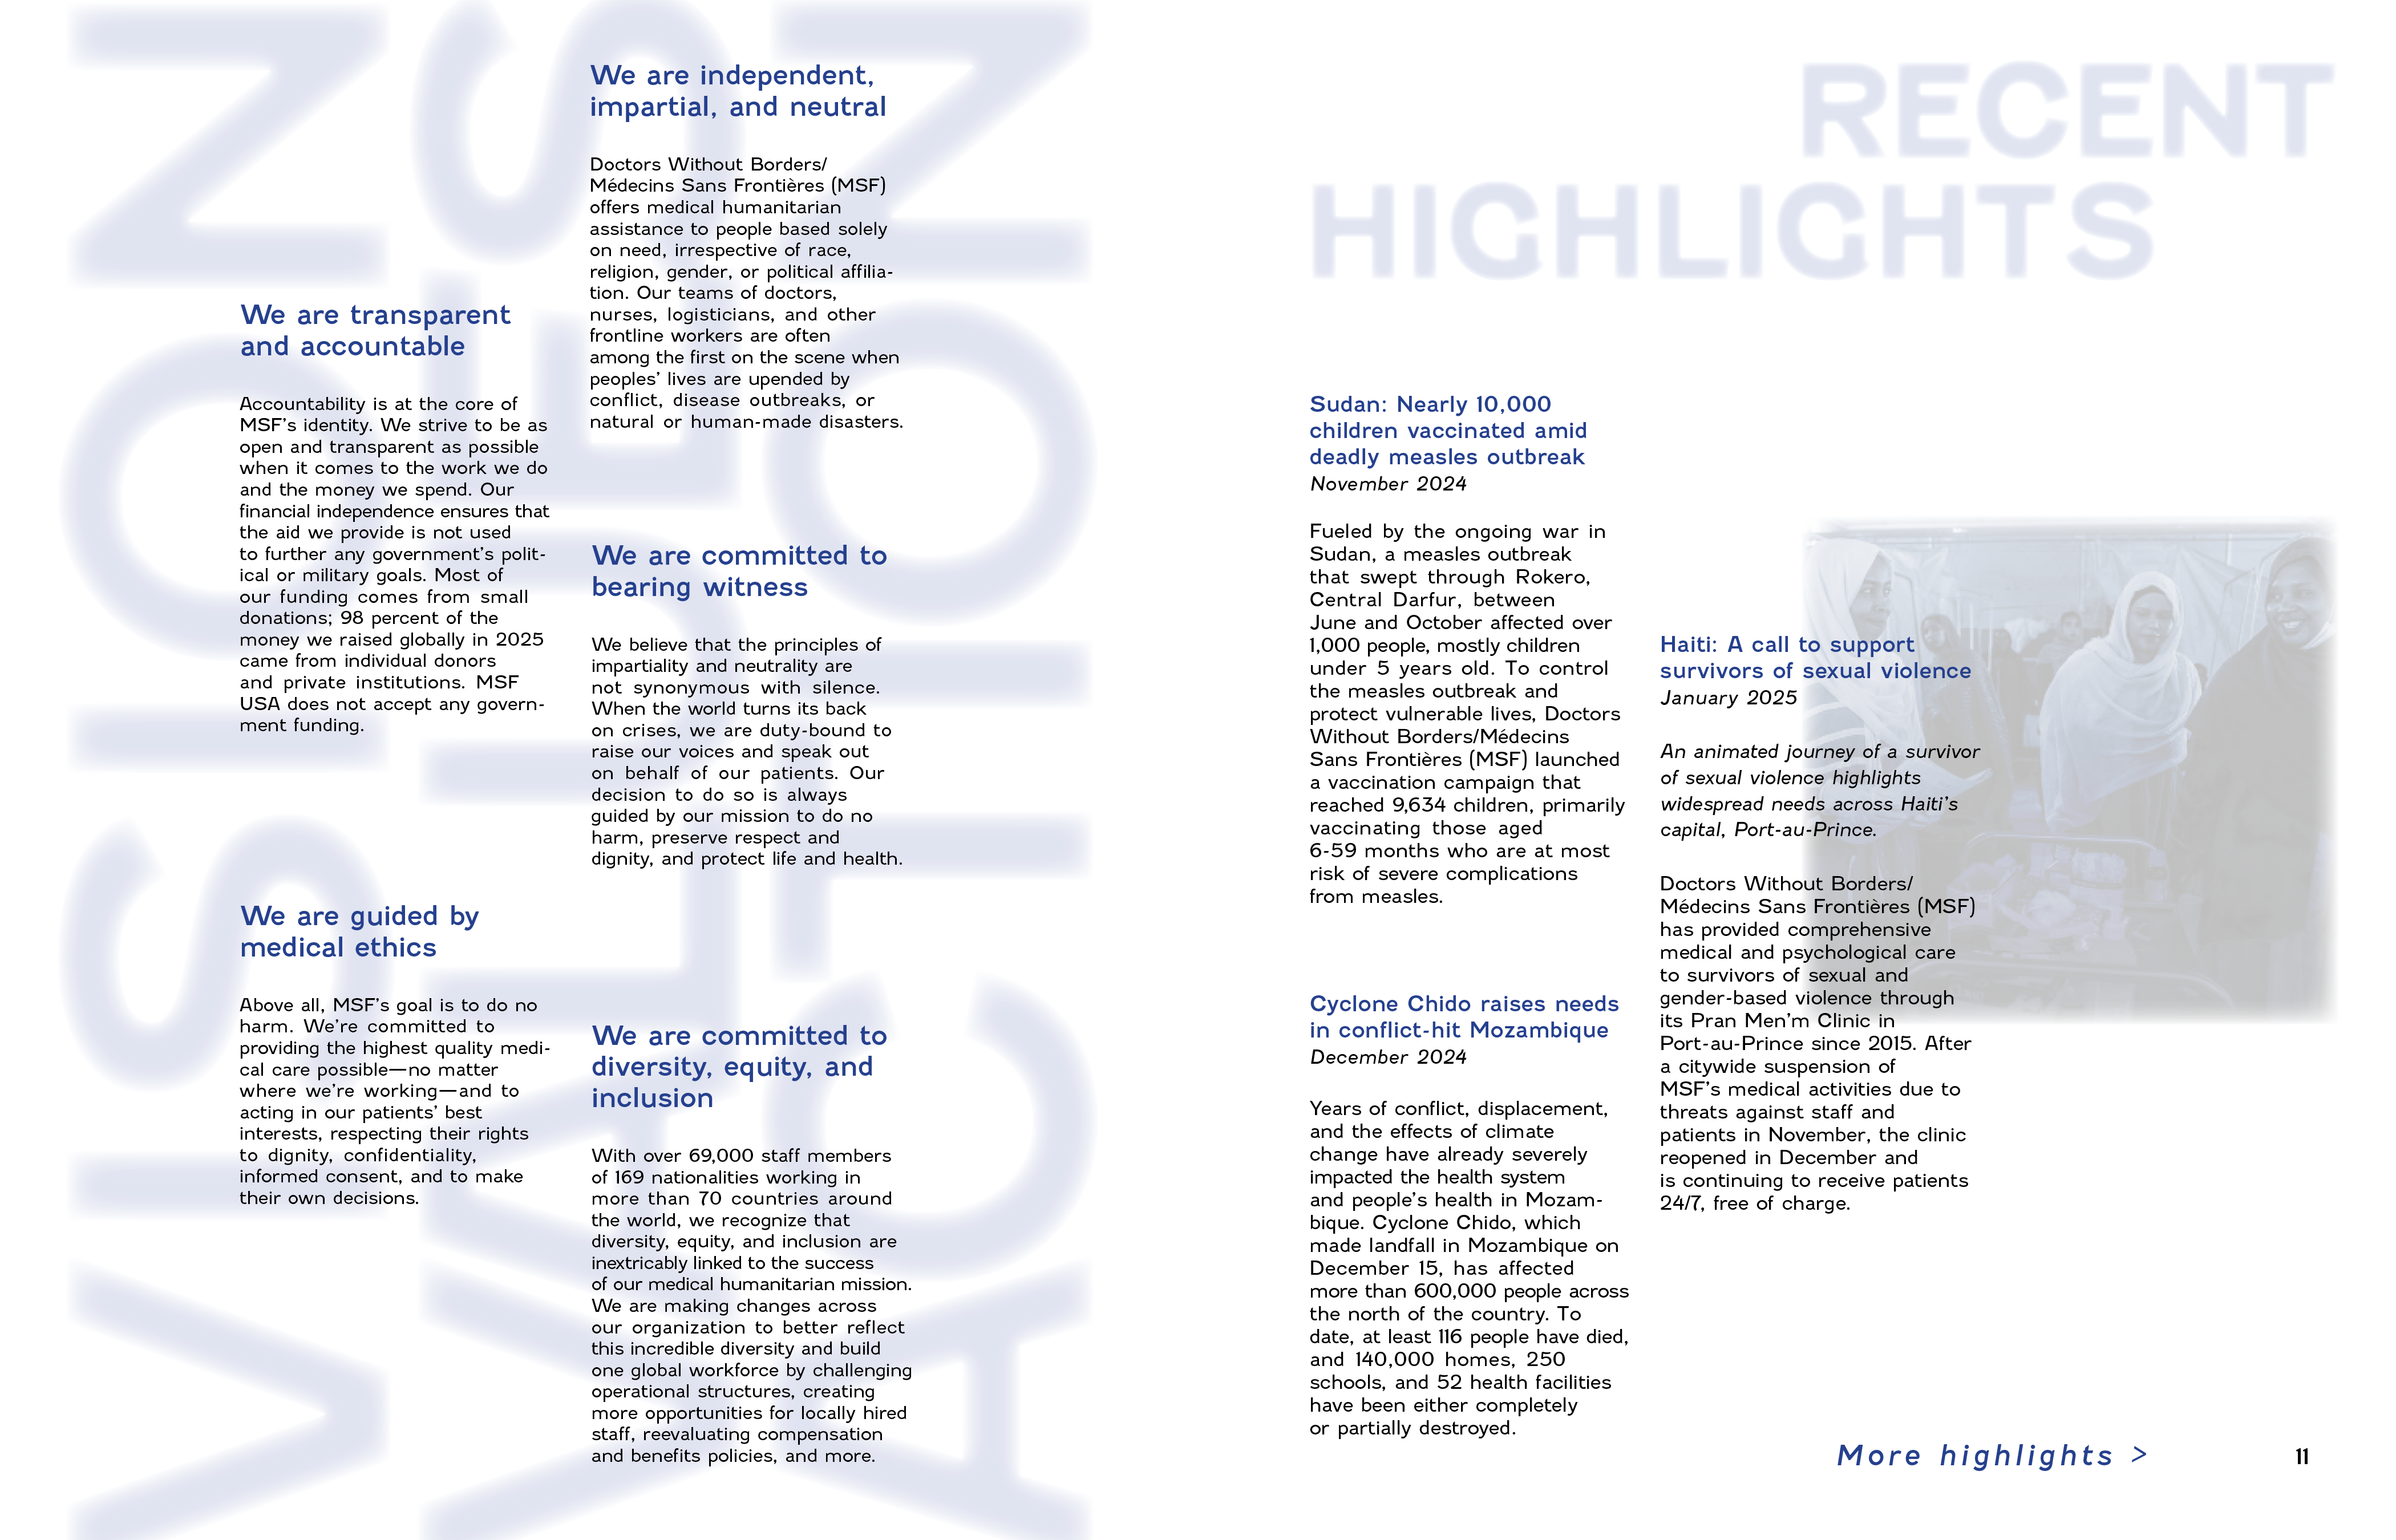 VISION
VALUES
ACTION
We are transparent
and accountable
Accountability is at the core of
MSF's identity. We strive to be as
open and transparent as possible
when it comes to the work we do
and the money we spend. Our
financial independence ensures that
the aid we provide is not used
to further any government's polit-
ical or military goals. Most of
our funding comes from small
donations; 98 percent of the
money we raised globally in 2025
came from individual donors
and private institutions. MSF
USA does not accept any govern-
ment funding.
We are guided by
medical ethics
Above all, MSF's goal is to do no
harm. We're committed to
providing the highest quality medi-
cal care possible—no matter
where we're working—and to
acting in our patients' best
interests, respecting their rights
to dignity, confidentiality,
informed consent, and to make
their own decisions.
We are independent,
impartial, and neutral
Doctors Without Borders/
Médecins Sans Frontières (MSF)
offers medical humanitarian
assistance to people based solely
on need, irrespective of race,
religion, gender, or political affilia-
tion. Our teams of doctors,
nurses, logisticians, and other
frontline workers are often
among the first on the scene when
peoples' lives are upended by
conflict, disease outbreaks, or
natural or human-made disasters.
We are committed to
bearing witness
We believe that the principles of
impartiality and neutrality are
not synonymous with silence.
When the world turns its back
on crises, we are duty-bound to
raise our voices and speak out
on behalf of our patients. Our
decision to do so is always
guided by our mission to do no
harm, preserve respect and
dignity, and protect life and health.
We are committed to
diversity, equity, and
inclusion
With over 69,000 staff members
of 169 nationalities working in
more than 70 countries around
the world, we recognize that
diversity, equity, and inclusion are
inextricably linked to the success
of our medical humanitarian mission.
We are making changes across
our organization to better reflect
this incredible diversity and build
one global workforce by challenging
operational structures, creating
more opportunities for locally hired
staff, reevaluating compensation
and benefits policies, and more.
RECENT
HIGHLIGHTS
Sudan: Nearly 10,000
children vaccinated amid
deadly measles outbreak
November 2024
Fueled by the ongoing war in
Sudan, a measles outbreak
that swept through Rokero,
Central Darfur, between
June and October affected over
1,000 people, mostly children
under 5 years old. To control
the measles outbreak and
protect vulnerable lives, Doctors
Without Borders/Médecins
Sans Frontières (MSF) launched
a vaccination campaign that
reached 9,634 children, primarily
vaccinating those aged
6-59 months who are at most
risk of severe complications
from measles.
Cyclone Chido raises needs
in conflict-hit Mozambique
December 2024
Years of conflict, displacement,
and the effects of climate
change have already severely
impacted the health system
and people's health in Mozam-
bique. Cyclone Chido, which
made landfall in Mozambique on
December 15, has affected
more than 600,000 people across
the north of the country. To
date, at least 116 people have died,
and 140,000 homes, 250
schools, and 52 health facilities
have been either completely
or partially destroyed.
Haiti: A call to support
survivors of sexual violence
January 2025
An animated journey of a survivor
of sexual violence highlights
widespread needs across Haiti's
capital, Port-au-Prince.
Doctors Without Borders/
Médecins Sans Frontières (MSF)
has provided comprehensive
medical and psychological care
to survivors of sexual and
gender-based violence through
its Pran Men'm Clinic in
Port-au-Prince since 2015. After
a citywide suspension of
MSF's medical activities due to
threats against staff and
patients in November, the clinic
reopened in December and
is continuing to receive patients
24/7, free of charge.
More highlights >
11